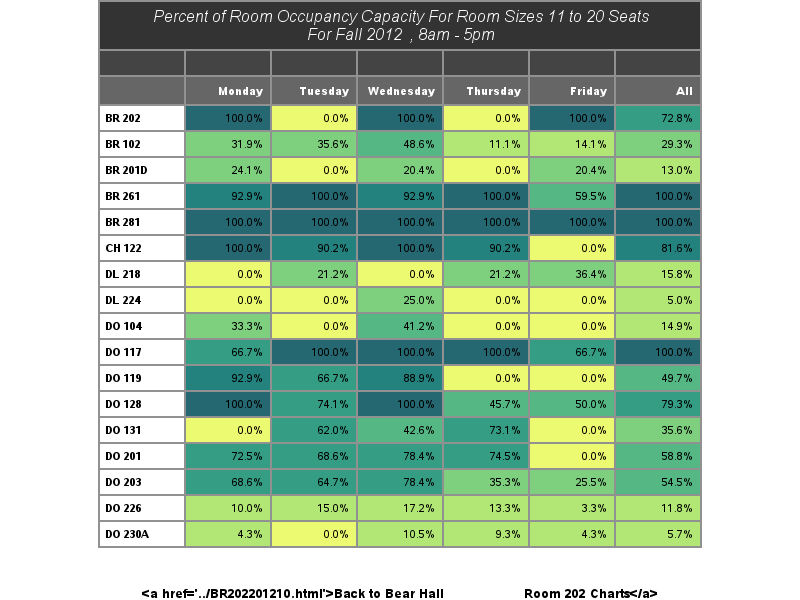 Percent of Room Occupancy Capacity For Room Sizes 11 to 20 Seats
For Fall 2012 , 8am - 5pm
Monday Tuesday Wednesday Thursday Friday All
BR 202 100.0% 0.0% 100.0% 0.0% 100.0% 72.8%
BR 102 31.9% 35.6% 48.6% 11.1% 14.1% 29.3%
BR 201D 24.1% 0.0% 20.4% 0.0% 20.4% 13.0%
BR 261 92.9% 100.0% 92.9% 100.0% 59.5% 100.0%
BR 281 100.0% 100.0% 100.0% 100.0% 100.0% 100.0%
CH 122 100.0% 90.2% 100.0% 90.2% 0.0% 81.6%
DL 218 0.0% 21.2% 0.0% 21.2% 36.4% 15.8%
DL 224 0.0% 0.0% 25.0% 0.0% 0.0% 5.0%
DO 104 33.3% 0.0% 41.2% 0.0% 0.0% 14.9%
DO 117 66.7% 100.0% 100.0% 100.0% 66.7% 100.0%
DO 119 92.9% 66.7% 88.9% 0.0% 0.0% 49.7%
DO 128 100.0% 74.1% 100.0% 45.7% 50.0% 79.3%
DO 131 0.0% 62.0% 42.6% 73.1% 0.0% 35.6%
DO 201 72.5% 68.6% 78.4% 74.5% 0.0% 58.8%
DO 203 68.6% 64.7% 78.4% 35.3% 25.5% 54.5%
DO 226 10.0% 15.0% 17.2% 13.3% 3.3% 11.8%
DO 230A 4.3% 0.0% 10.5% 9.3% 4.3% 5.7%
<a href='../BR202201210.html'>Back to Bear Hall Room 202 Charts</a>